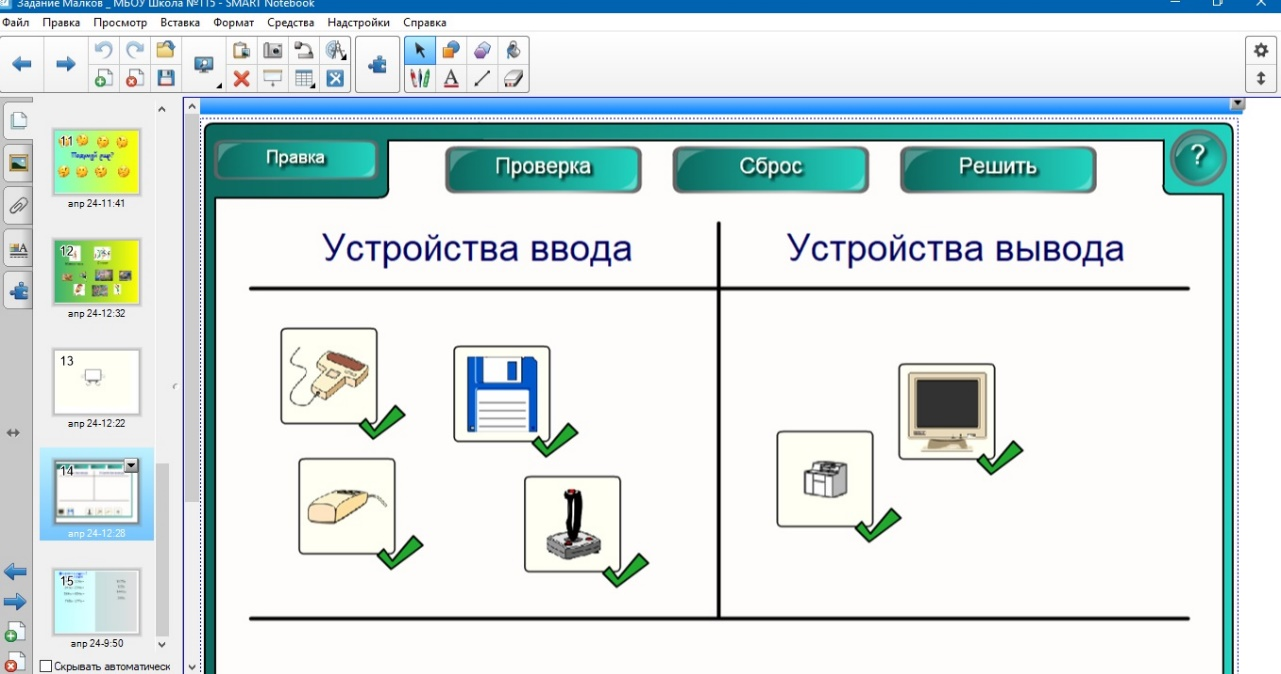 Задание Малков _ МБОУ Школа №115 - SMART Notebook
Файл Правка Просмотр Вставка Формат Средства Надстройки Справка
Правка Проверка Сброс Решить ?
Устройства ввода Устройства вывода
11
апр 24-11:41
12
апр 24-12:32
13
апр 24-12:22
14
апр 24-12:28
15
апр 24-9:50
Скрывать автоматическ